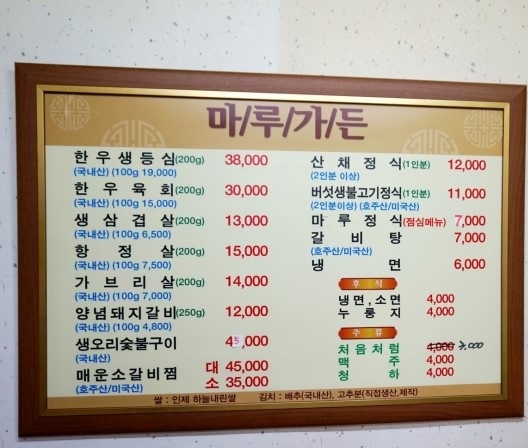 마/루/가/든
한우생등심(200g) 38,000
(국내산) (100g 19,000)
한우육회(200g) 30,000
(국내산) (100g 15,000)
생삼겹살(200g) 13,000
(국내산) (100g 6,500)
항정살(200g) 15,000
(국내산) (100g 7,500)
가브리살(200g) 14,000
(국내산) (100g 7,000)
양념돼지갈비(250g) 12,000
(국내산) (100g 4,800)
생오리숯불구이 45,000
(국내산)
매운소갈비찜 대 45,000
(호주산/미국산) 소 35,000
산채정식(1인분) 12,000
(2인분 이상)
버섯생불고기정식(1인분) 11,000
(2인분이상) (호주산/미국산)
마루정식(점심메뉴) 7,000
갈비탕 7,000
(호주산/미국산)
냉면 6,000
후식
냉면, 소면 4,000
누룽지 4,000
주류
처음처럼 4,000 3,000
맥주 4,000
청하 4,000
쌀 : 인제 하늘내린쌀 김치 : 배추(국내산), 고추분(직접생산,제작)